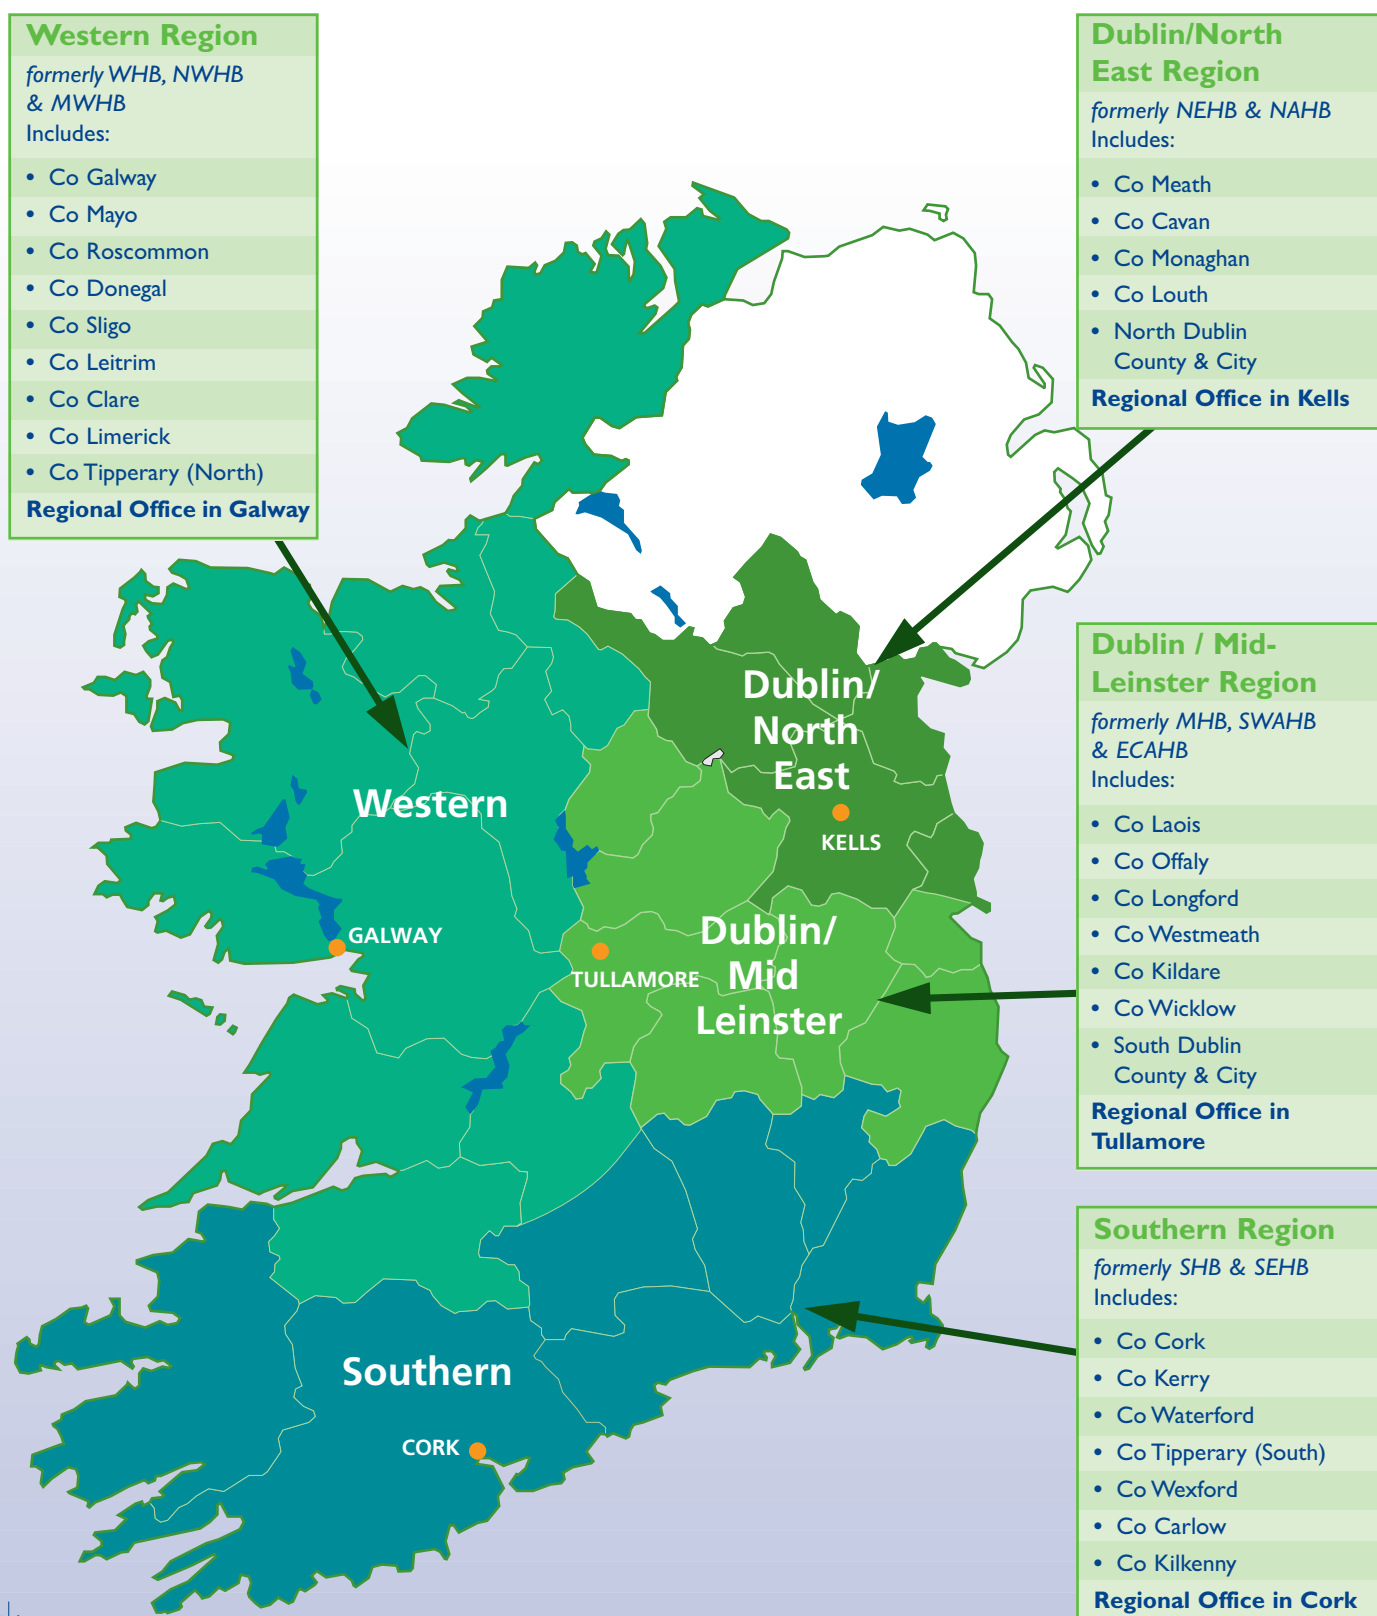 Western Region
formerly WHB, NWHB
& MWHB
Includes:
• Co Galway
• Co Mayo
• Co Roscommon
• Co Donegal
• Co Sligo
• Co Leitrim
• Co Clare
• Co Limerick
• Co Tipperary (North)
Regional Office in Galway
Dublin/North
East Region
formerly NEHB & NAHB
Includes:
• Co Meath
• Co Cavan
• Co Monaghan
• Co Louth
• North Dublin
County & City
Regional Office in Kells
Dublin / Mid-
Leinster Region
formerly MHB, SWAHB
& ECAHB
Includes:
• Co Laois
• Co Offaly
• Co Longford
• Co Westmeath
• Co Kildare
• Co Wicklow
• South Dublin
County & City
Regional Office in
Tullamore
Southern Region
formerly SHB & SEHB
Includes:
• Co Cork
• Co Kerry
• Co Waterford
• Co Tipperary (South)
• Co Wexford
• Co Carlow
• Co Kilkenny
Regional Office in Cork
Dublin/
North
East
KELLS
Western
GALWAY
Dublin/
Mid
Leinster
TULLAMORE
Southern
CORK